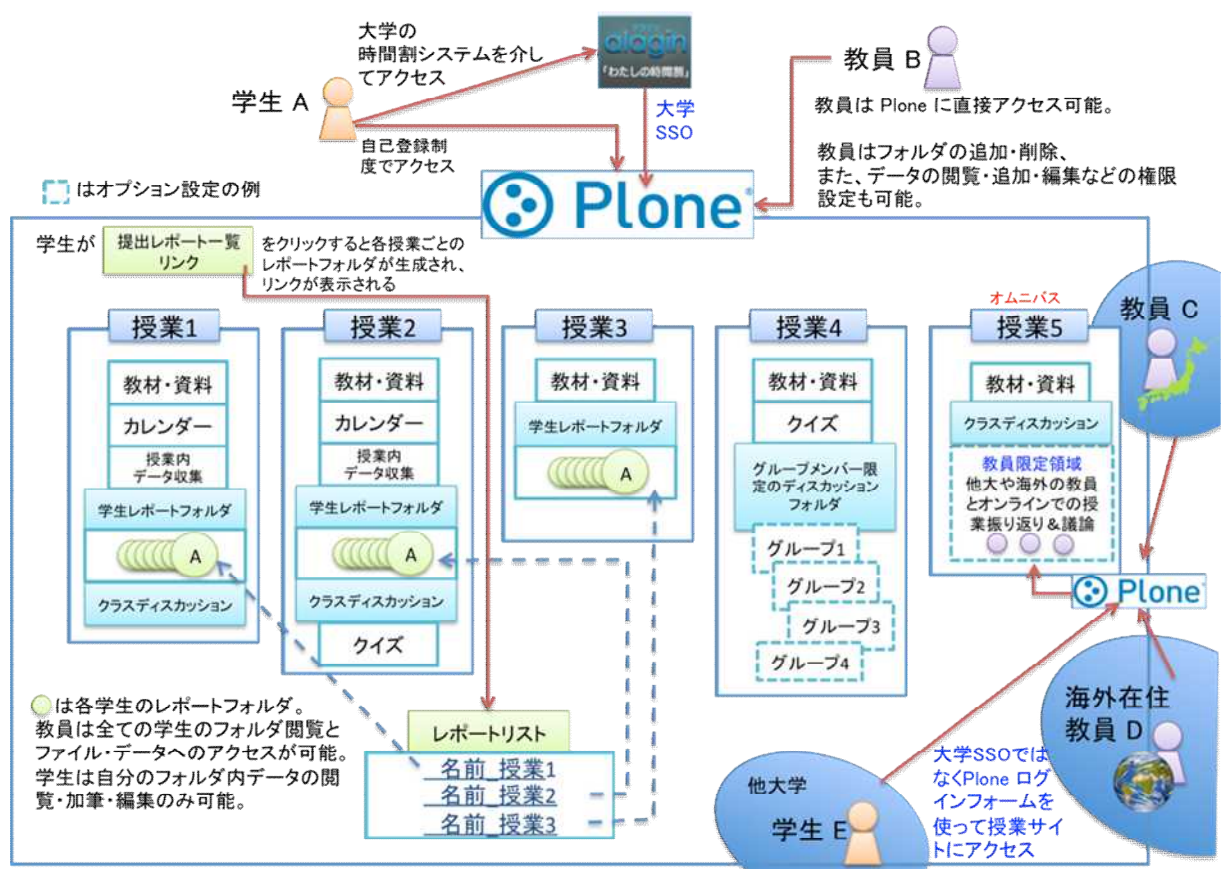 大学の
時間割システムを介し
てアクセス
aiagin
「わたしの時間割」
学生 A
大学
SSO
自己登録制
度でアクセス
教員 B
教員は Plone に直接アクセス可能。
教員はフォルダの追加・削除、
また、データの閲覧・追加・編集などの権限
設定も可能。
はオプション設定の例
Plone
学生が
提出レポート一覧
リンク
をクリックすると各授業ごとの
レポートフォルダが生成され、
リンクが表示される
授業1
教材・資料
カレンダー
授業内
データ収集
学生レポートフォルダ
A
クラスディスカッション
授業2
教材・資料
カレンダー
授業内
データ収集
学生レポートフォルダ
A
クラスディスカッション
クイズ
授業3
教材・資料
学生レポートフォルダ
A
授業4
教材・資料
クイズ
グループメンバー限
定のディスカッション
フォルダ
グループ1
グループ2
グループ3
グループ4
オムニバス
授業5
教材・資料
クラスディスカッション
教員限定領域
他大や海外の教員
とオンラインでの授
業振り返り＆議論
教員 C
Plone
海外在住
教員 D
は各学生のレポートフォルダ。
教員は全ての学生のフォルダ閲覧と
ファイル・データへのアクセスが可能。
学生は自分のフォルダ内データの閲
覧・加筆・編集のみ可能。
レポートリスト
名前_授業1
名前_授業2
名前_授業3
他大学
学生 E
大学SSOでは
なくPlone ログ
インフォームを
使って授業サイ
トにアクセス